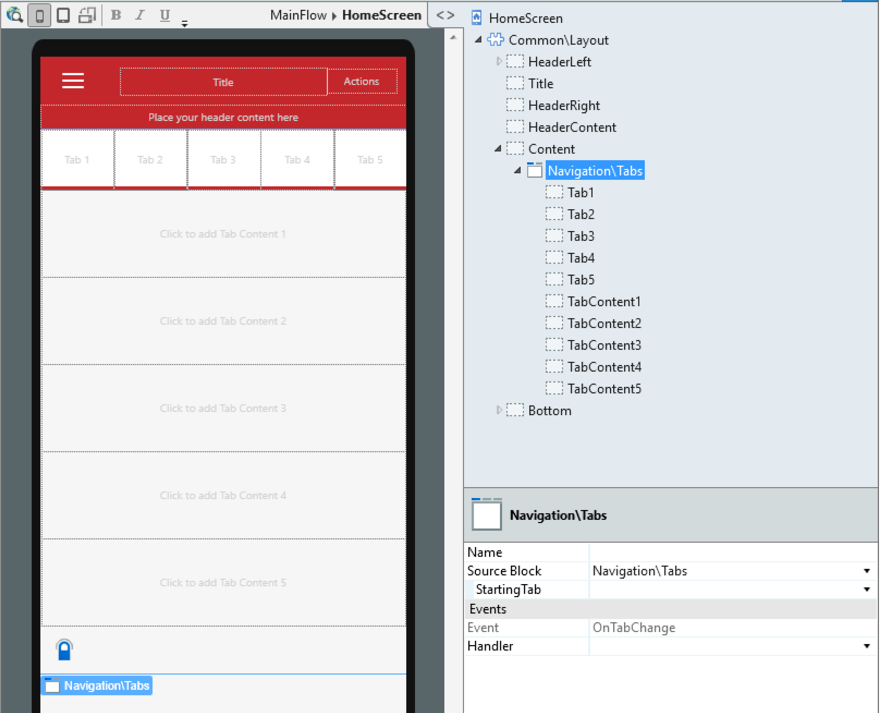 B I U MainFlow ▸ HomeScreen <>
Title
Actions
Place your header content here
Tab 1 Tab 2 Tab 3 Tab 4 Tab 5
Click to add Tab Content 1
Click to add Tab Content 2
Click to add Tab Content 3
Click to add Tab Content 4
Click to add Tab Content 5
Navigation\Tabs
HomeScreen
Common\Layout
HeaderLeft
Title
HeaderRight
HeaderContent
Content
Navigation\Tabs
Tab1
Tab2
Tab3
Tab4
Tab5
TabContent1
TabContent2
TabContent3
TabContent4
TabContent5
Bottom
Navigation\Tabs
Name
Source Block Navigation\Tabs
StartingTab
Events
Event OnTabChange
Handler